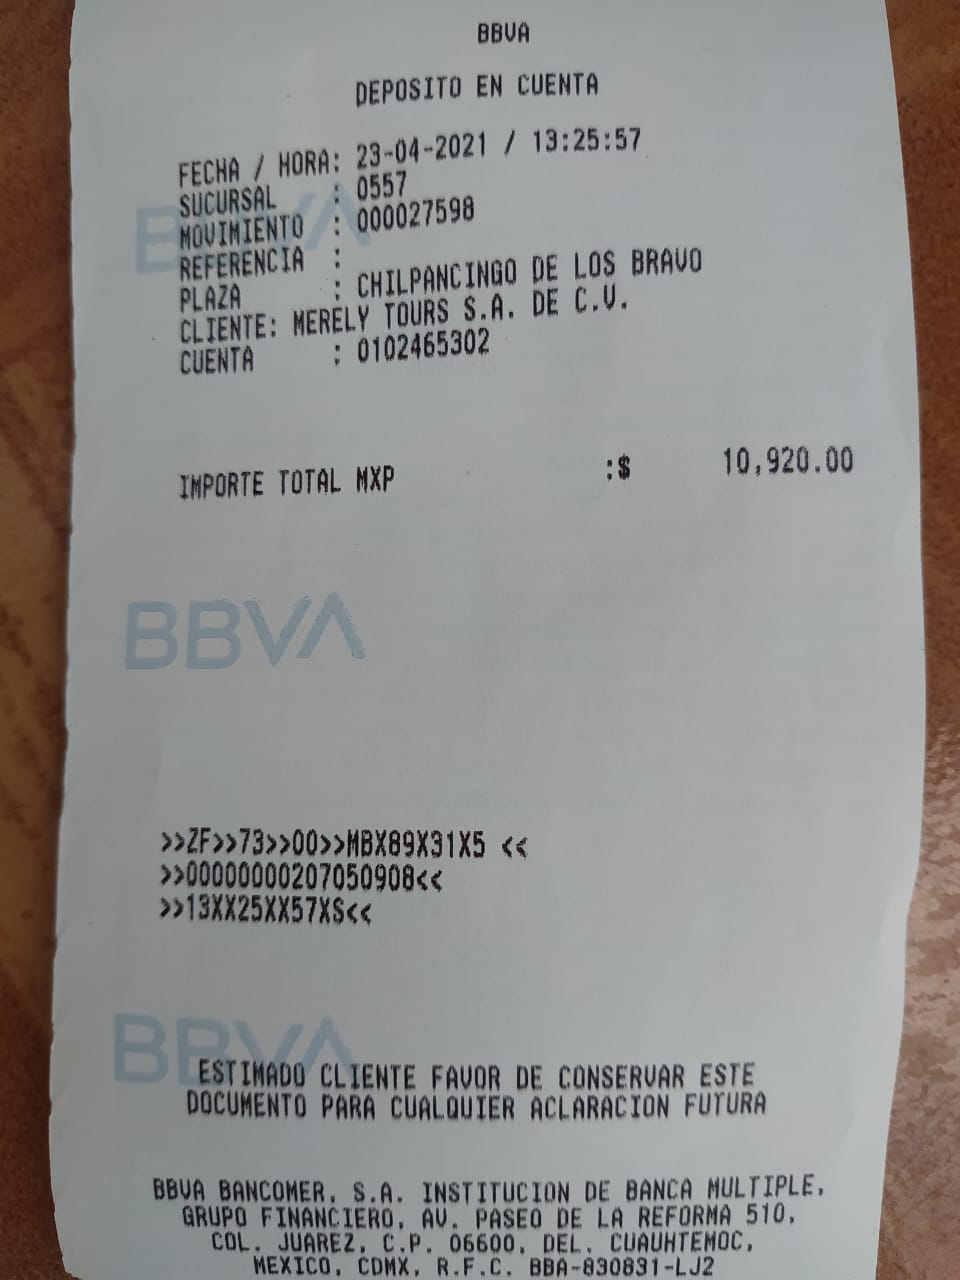 BBVA
DEPOSITO EN CUENTA
FECHA / HORA: 23-04-2021 / 13:25:57
SUCURSAL : 0557
MOVIMIENTO : 000027598
REFERENCIA :
PLAZA : CHILPANCINGO DE LOS BRAVO
CLIENTE: MERELY TOURS S.A. DE C.V.
CUENTA : 0102465302
IMPORTE TOTAL MXP :$ 10,920.00
BBVA
>>ZF>>73>>00>>MBX89X31X5 <<
>>00000000207050908<<
>>13XX25XX57XS<<
BBVA
ESTIMADO CLIENTE FAVOR DE CONSERVAR ESTE
DOCUMENTO PARA CUALQUIER ACLARACION FUTURA
BBVA BANCOMER, S.A. INSTITUCION DE BANCA MULTIPLE,
GRUPO FINANCIERO, AV. PASEO DE LA REFORMA 510,
COL. JUAREZ, C.P. 06600, DEL. CUAUHTEMOC,
MEXICO, CDMX, R.F.C. BBA-830831-LJ2